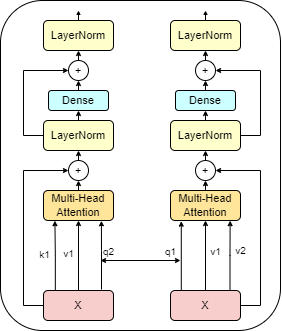 LayerNorm LayerNorm
+ +
Dense Dense
LayerNorm LayerNorm
+ +
Multi-Head Multi-Head
Attention Attention
k1 v1 q2 q1 v1 v2
X X